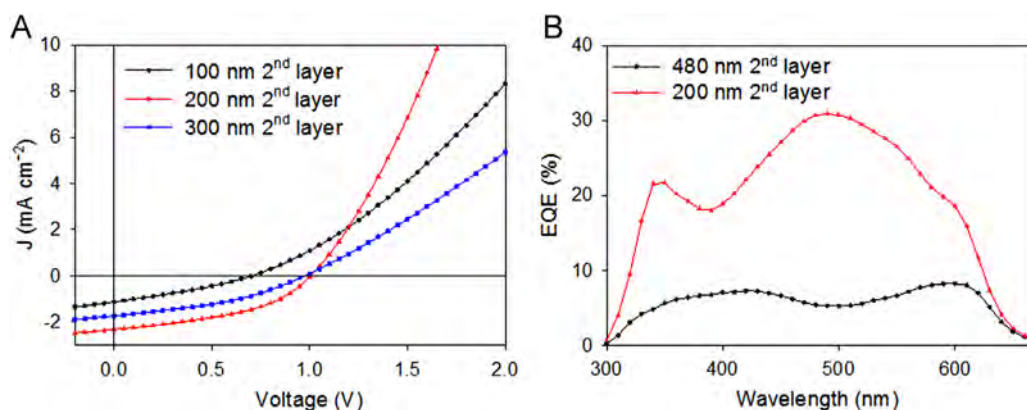 A
10
8
6
4
2
0
-2
J (mA cm⁻²)
100 nm 2ⁿᵈ layer
200 nm 2ⁿᵈ layer
300 nm 2ⁿᵈ layer
0.0 0.5 1.0 1.5 2.0
Voltage (V)
B
40
30
20
10
0
EQE (%)
480 nm 2ⁿᵈ layer
200 nm 2ⁿᵈ layer
300 400 500 600
Wavelength (nm)